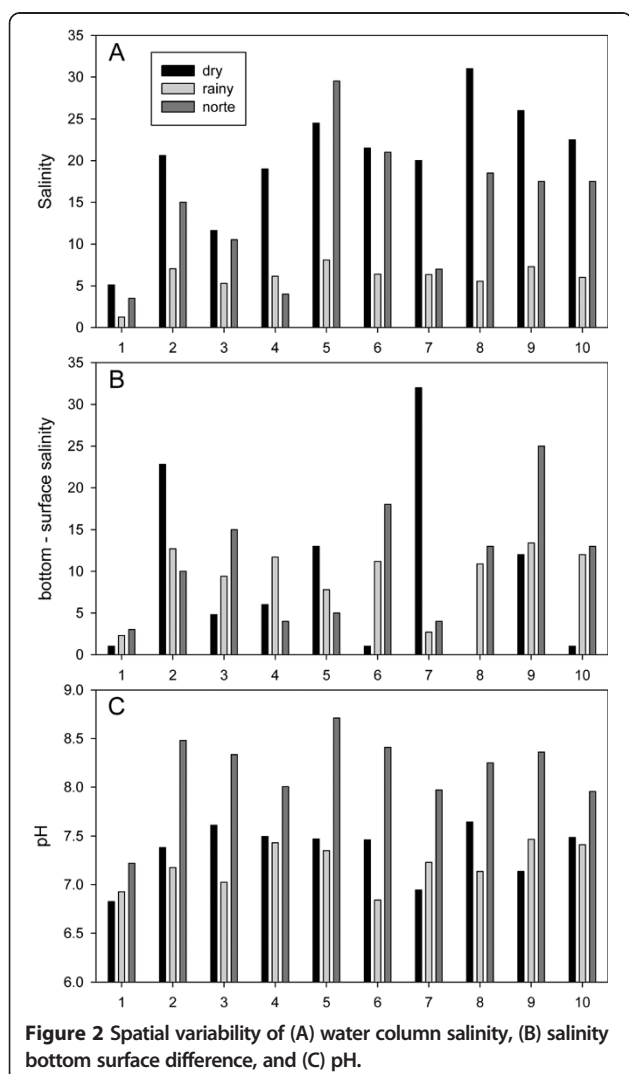 A
dry
rainy
norte
Salinity
35
30
25
20
15
10
5
0
1 2 3 4 5 6 7 8 9 10
B
bottom - surface salinity
35
30
25
20
15
10
5
0
1 2 3 4 5 6 7 8 9 10
C
pH
9.0
8.5
8.0
7.5
7.0
6.5
6.0
1 2 3 4 5 6 7 8 9 10
Figure 2 Spatial variability of (A) water column salinity, (B) salinity
bottom surface difference, and (C) pH.